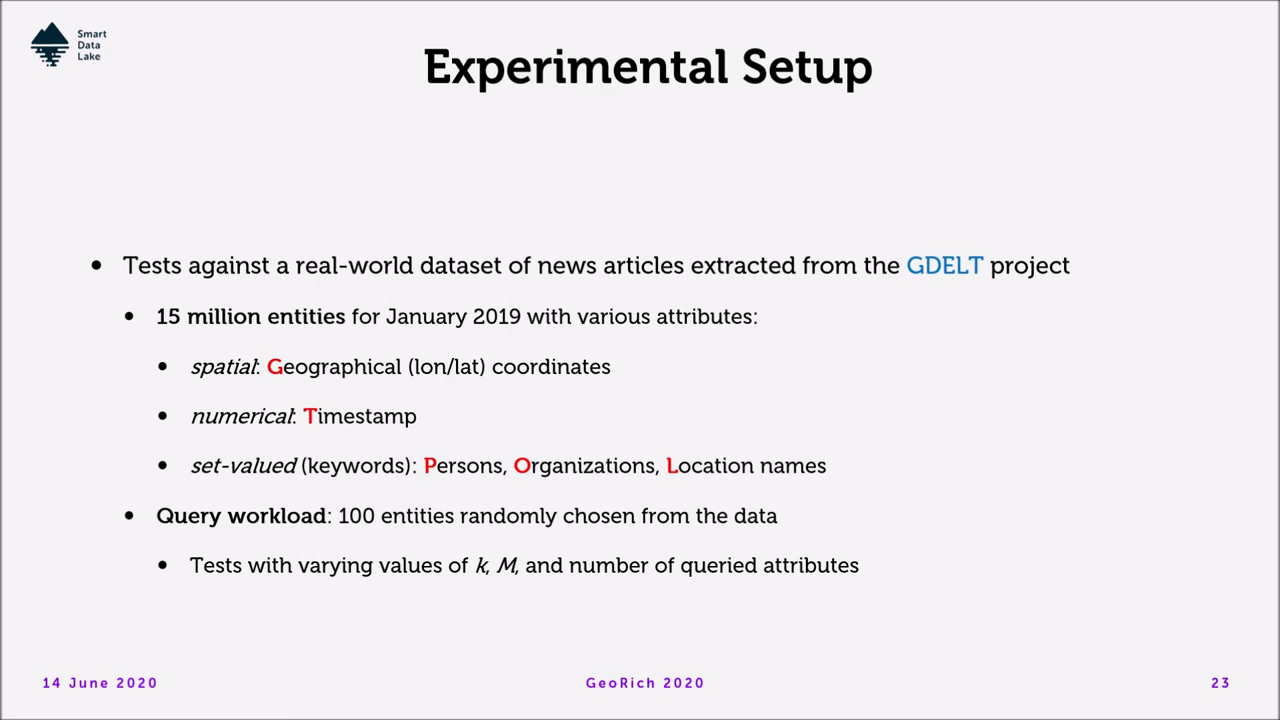 Smart
Data
Lake
Experimental Setup
• Tests against a real-world dataset of news articles extracted from the GDELT project
• 15 million entities for January 2019 with various attributes:
• spatial: Geographical (lon/lat) coordinates
• numerical: Timestamp
• set-valued (keywords): Persons, Organizations, Location names
• Query workload: 100 entities randomly chosen from the data
• Tests with varying values of k, M, and number of queried attributes
14 June 2020
GeoRich 2020
23